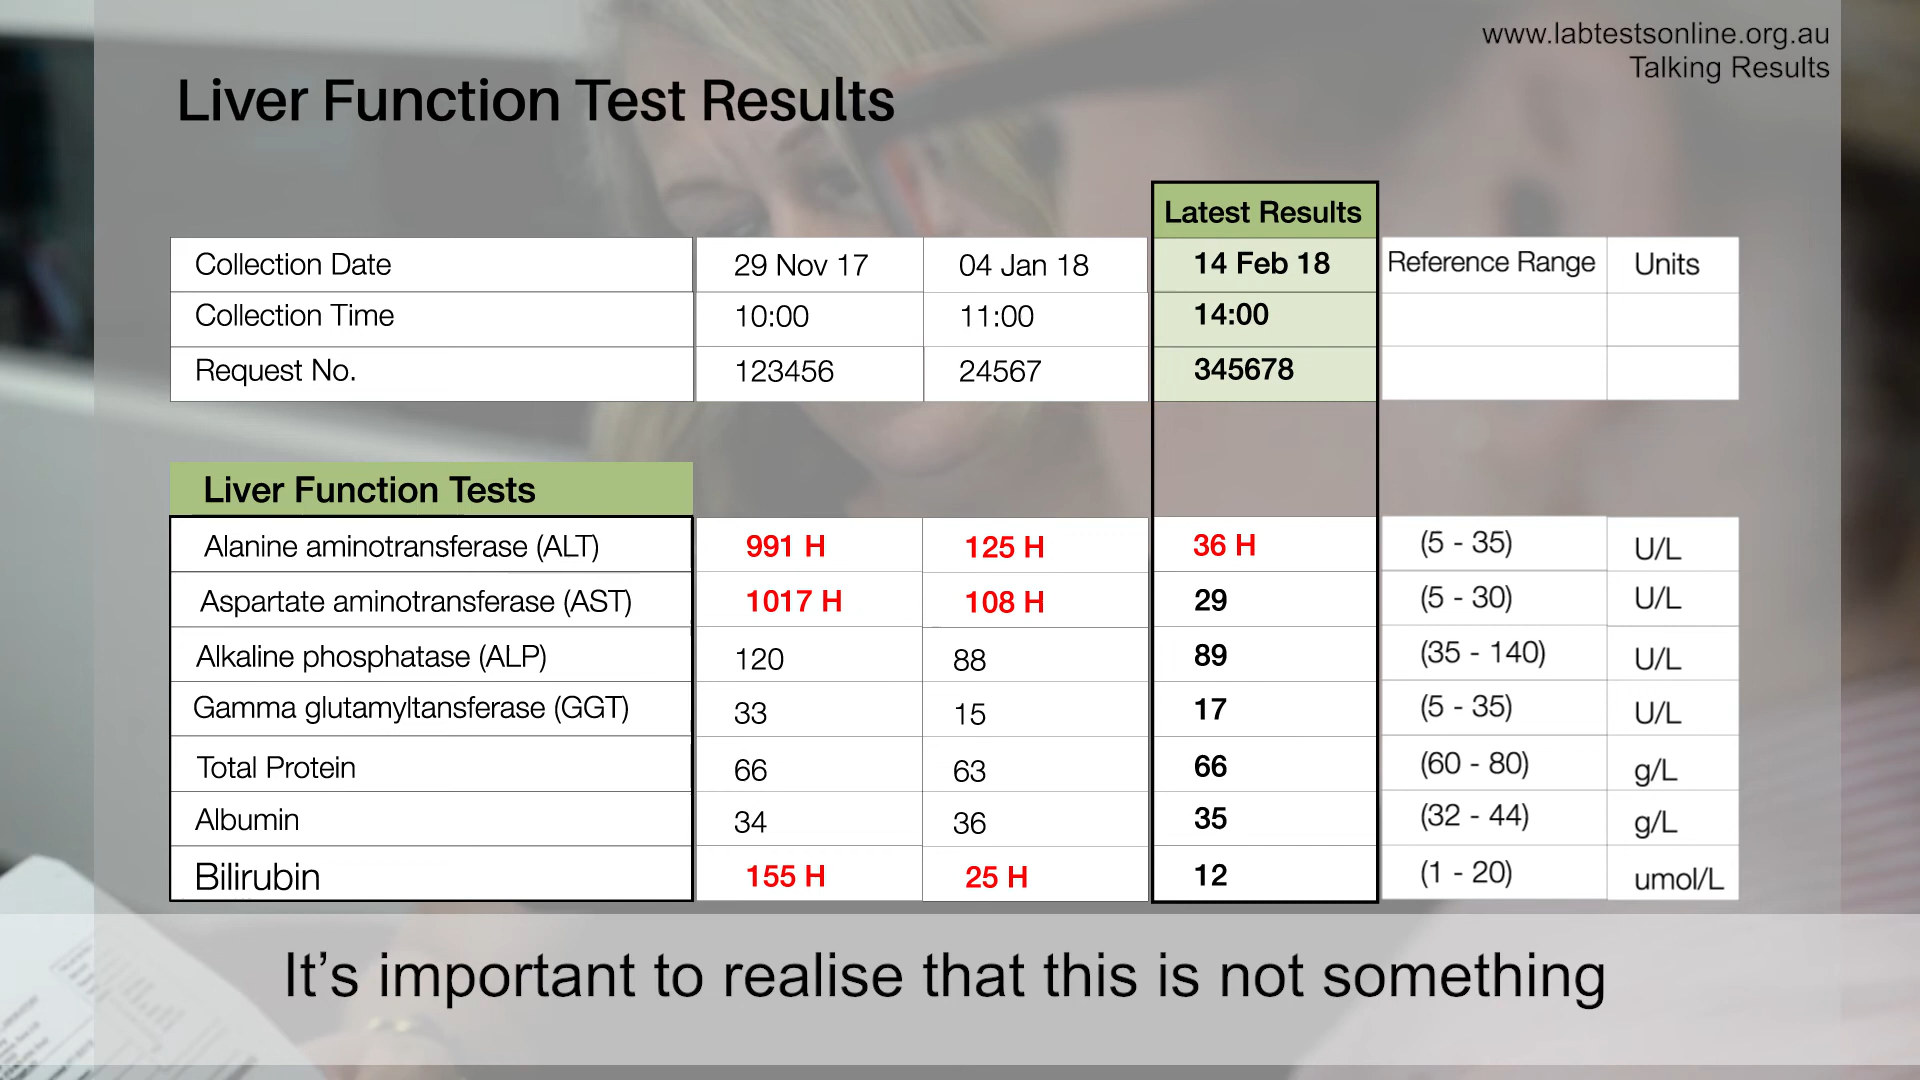 www.labtestsonline.org.au
Talking Results
Liver Function Test Results
Latest Results
Collection Date 29 Nov 17 04 Jan 18 14 Feb 18 Reference Range Units
Collection Time 10:00 11:00 14:00
Request No. 123456 24567 345678
Liver Function Tests
Alanine aminotransferase (ALT) 991 H 125 H 36 H (5 - 35) U/L
Aspartate aminotransferase (AST) 1017 H 108 H 29 (5 - 30) U/L
Alkaline phosphatase (ALP) 120 88 89 (35 - 140) U/L
Gamma glutamyltansferase (GGT) 33 15 17 (5 - 35) U/L
Total Protein 66 63 66 (60 - 80) g/L
Albumin 34 36 35 (32 - 44) g/L
Bilirubin 155 H 25 H 12 (1 - 20) umol/L
It’s important to realise that this is not something